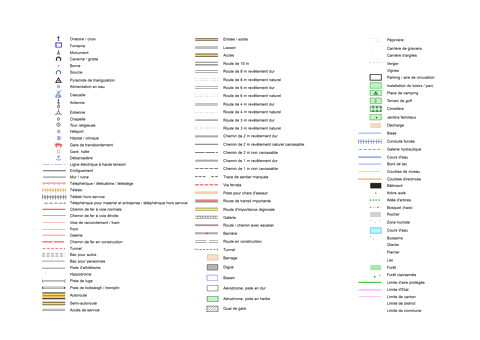 Oratoire / croix
Fontaine
Monument
Caverne / grotte
Borne
Source
Pyramide de triangulation
Alimentation en eau
Cascade
Antenne
Eolienne
Chapelle
Tour religieuse
Héliport
Hôpital / clinique
Gare de transbordement
Gare, halte
Débarcadère
Ligne électrique à haute tension
Endiguement
Mur / ruine
Téléphérique / télécabine / télésiège
Téléski
Téléski hors service
Téléphérique pour matériel et entreprise / téléphérique hors service
Chemin de fer à voie normale
Chemin de fer à voie étroite
Voie de raccordement / tram
Pont
Galerie
Chemin de fer en construction
Tunnel
Bac pour autos
Bac pour personnes
Piste d'athlétisme
Hippodrome
Piste de luge
Piste de bobsleigh / tremplin
Autoroute
Semi-autoroute
Accès de service
Entrée / sortie
Liaison
Accès
Route de 10 m
Route de 8 m revêtement dur
Route de 8 m revêtement naturel
Route de 6 m revêtement dur
Route de 6 m revêtement naturel
Route de 4 m revêtement dur
Route de 4 m revêtement naturel
Route de 3 m revêtement dur
Route de 3 m revêtement naturel
Chemin de 2 m revêtement dur
Chemin de 2 m revêtement naturel carrossable
Chemin de 2 m non carrossable
Chemin de 1 m revêtement dur
Chemin de 1 m non carrossable
Trace de sentier marquée
Via ferrata
Piste pour chars d'assaut
Route de transit importante
Route d'importance régionale
Galerie
Route / chemin avec escalier
Barrière
Route en construction
Tunnel
Barrage
Digue
Bassin
Aérodrome, piste en dur
Aérodrome, piste en herbe
Quai de gare
Pépinière
Carrière de graviers
Carrière d'argiles
Verger
Vignes
Parking / aire de circulation
Installation de loisirs / parc
Place de camping
Terrain de golf
Cimetière
Jardins familiaux
Décharge
Bisse
Conduite forcée
Galerie hydraulique
Cours d'eau
Bord de lac
Courbes de niveau
Courbes directrices
Bâtiment
Arbre isolé
Allée d'arbres
Bosquet (haie)
Rocher
Zone humide
Cours d'eau
Buissons
Glacier
Pierrier
Lac
Forêt
Forêt clairsemée
Limite d'aire protégée
Limite d'Etat
Limite de canton
Limite de district
Limite de commune